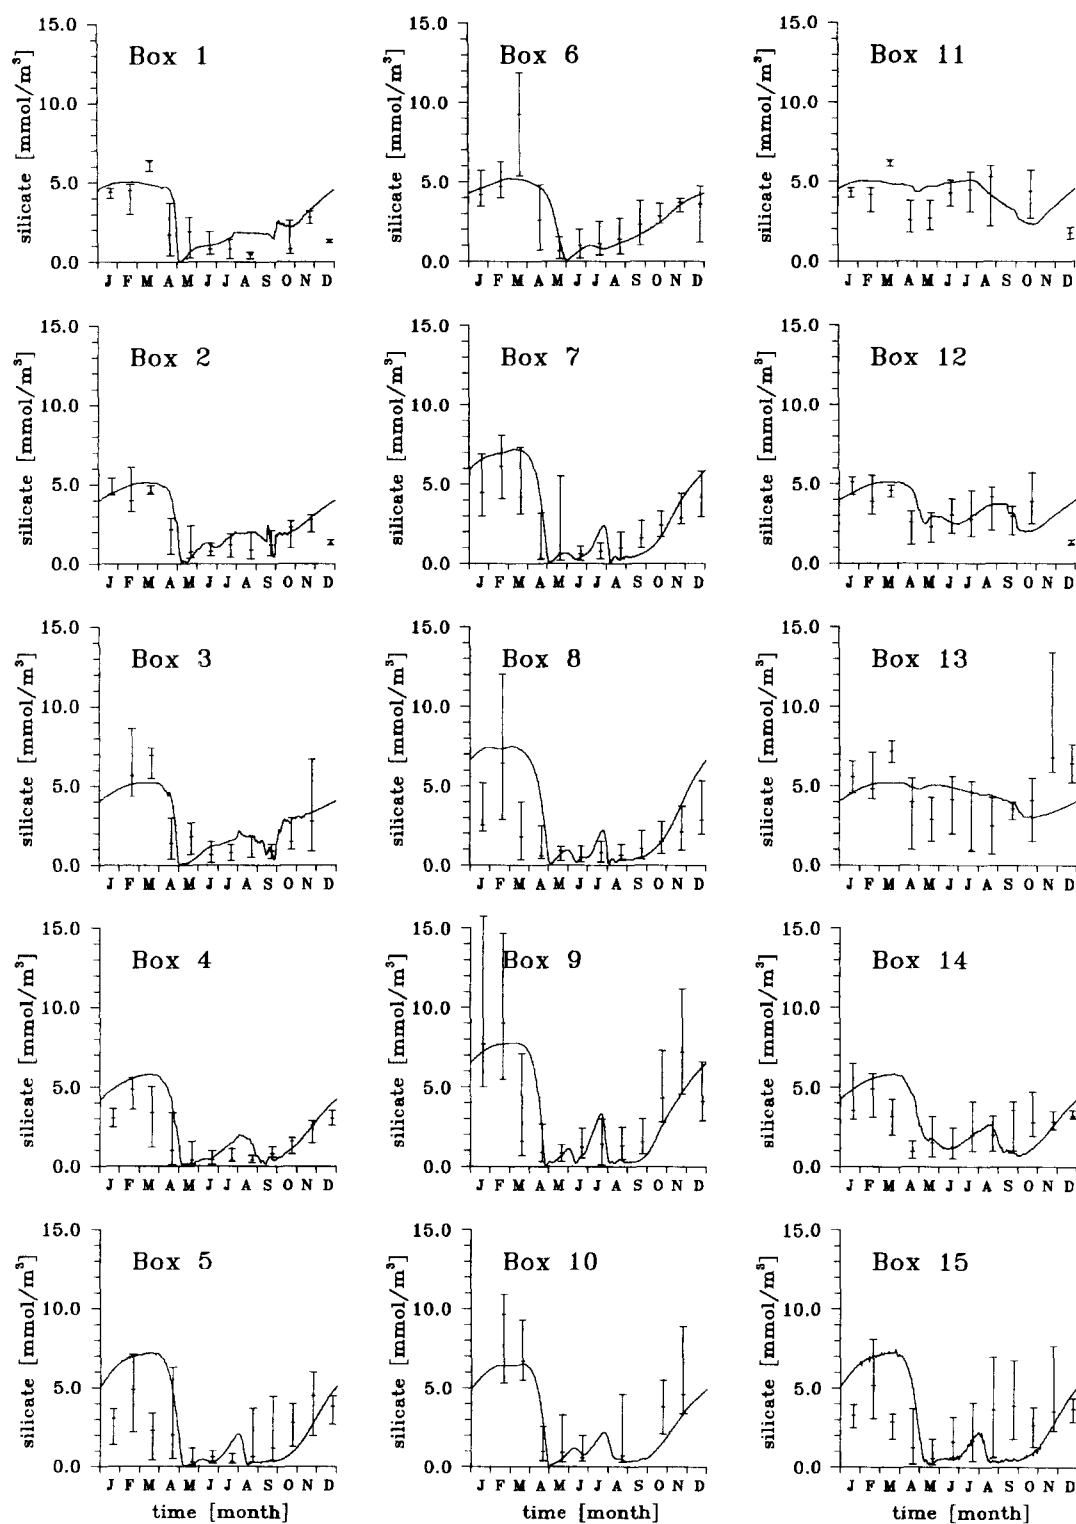 15.0 Box 1 10.0 5.0 0.0 silicate [mmol/m³]
J F M A M J J A S O N D
15.0 Box 6 10.0 5.0 0.0 silicate [mmol/m³]
J F M A M J J A S O N D
15.0 Box 11 10.0 5.0 0.0 silicate [mmol/m³]
J F M A M J J A S O N D
15.0 Box 2 10.0 5.0 0.0 silicate [mmol/m³]
J F M A M J J A S O N D
15.0 Box 7 10.0 5.0 0.0 silicate [mmol/m³]
J F M A M J J A S O N D
15.0 Box 12 10.0 5.0 0.0 silicate [mmol/m³]
J F M A M J J A S O N D
15.0 Box 3 10.0 5.0 0.0 silicate [mmol/m³]
J F M A M J J A S O N D
15.0 Box 8 10.0 5.0 0.0 silicate [mmol/m³]
J F M A M J J A S O N D
15.0 Box 13 10.0 5.0 0.0 silicate [mmol/m³]
J F M A M J J A S O N D
15.0 Box 4 10.0 5.0 0.0 silicate [mmol/m³]
J F M A M J J A S O N D
15.0 Box 9 10.0 5.0 0.0 silicate [mmol/m³]
J F M A M J J A S O N D
15.0 Box 14 10.0 5.0 0.0 silicate [mmol/m³]
J F M A M J J A S O N D
15.0 Box 5 10.0 5.0 0.0 silicate [mmol/m³]
J F M A M J J A S O N D
time [month]
15.0 Box 10 10.0 5.0 0.0 silicate [mmol/m³]
J F M A M J J A S O N D
time [month]
15.0 Box 15 10.0 5.0 0.0 silicate [mmol/m³]
J F M A M J J A S O N D
time [month]